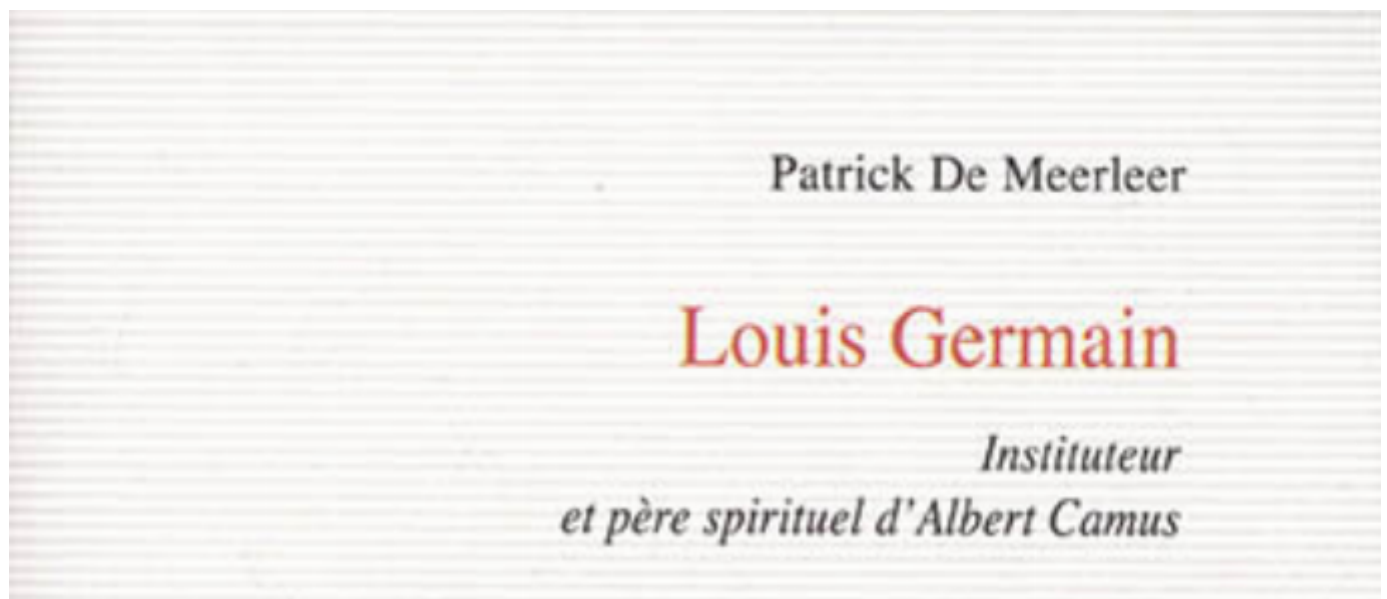 Patrick De Meerleer
Louis Germain
Instituteur
et père spirituel d'Albert Camus